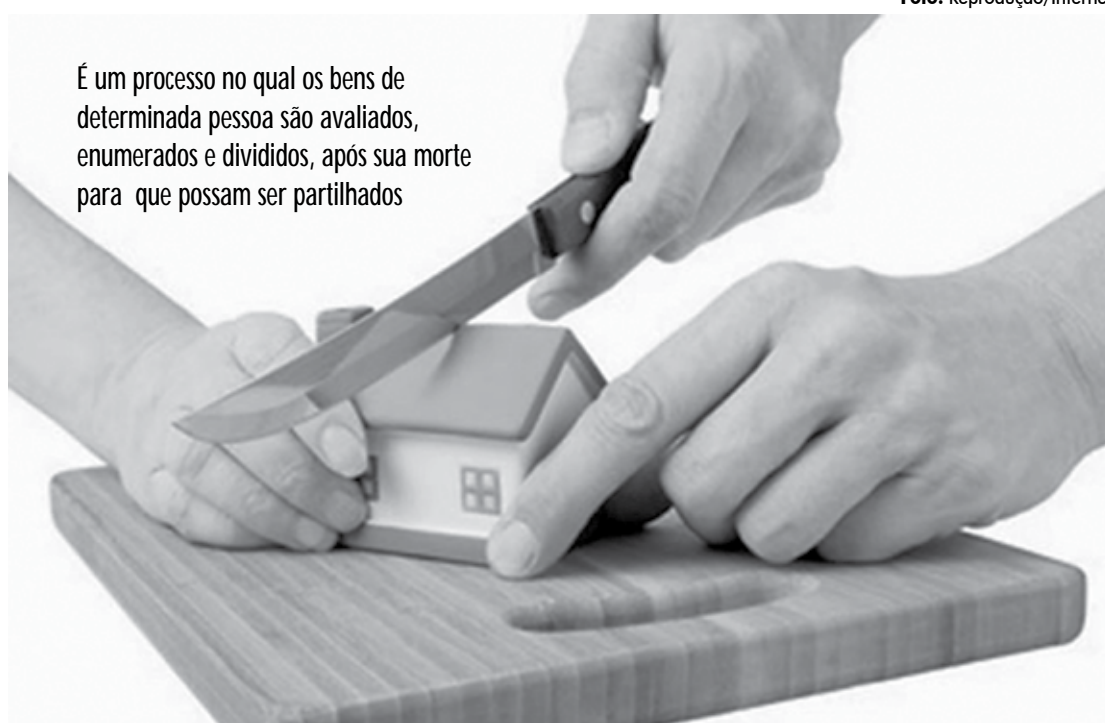 Foto: Reprodução/Interne
É um processo no qual os bens de
determinada pessoa são avaliados,
enumerados e divididos, após sua morte
para que possam ser partilhados